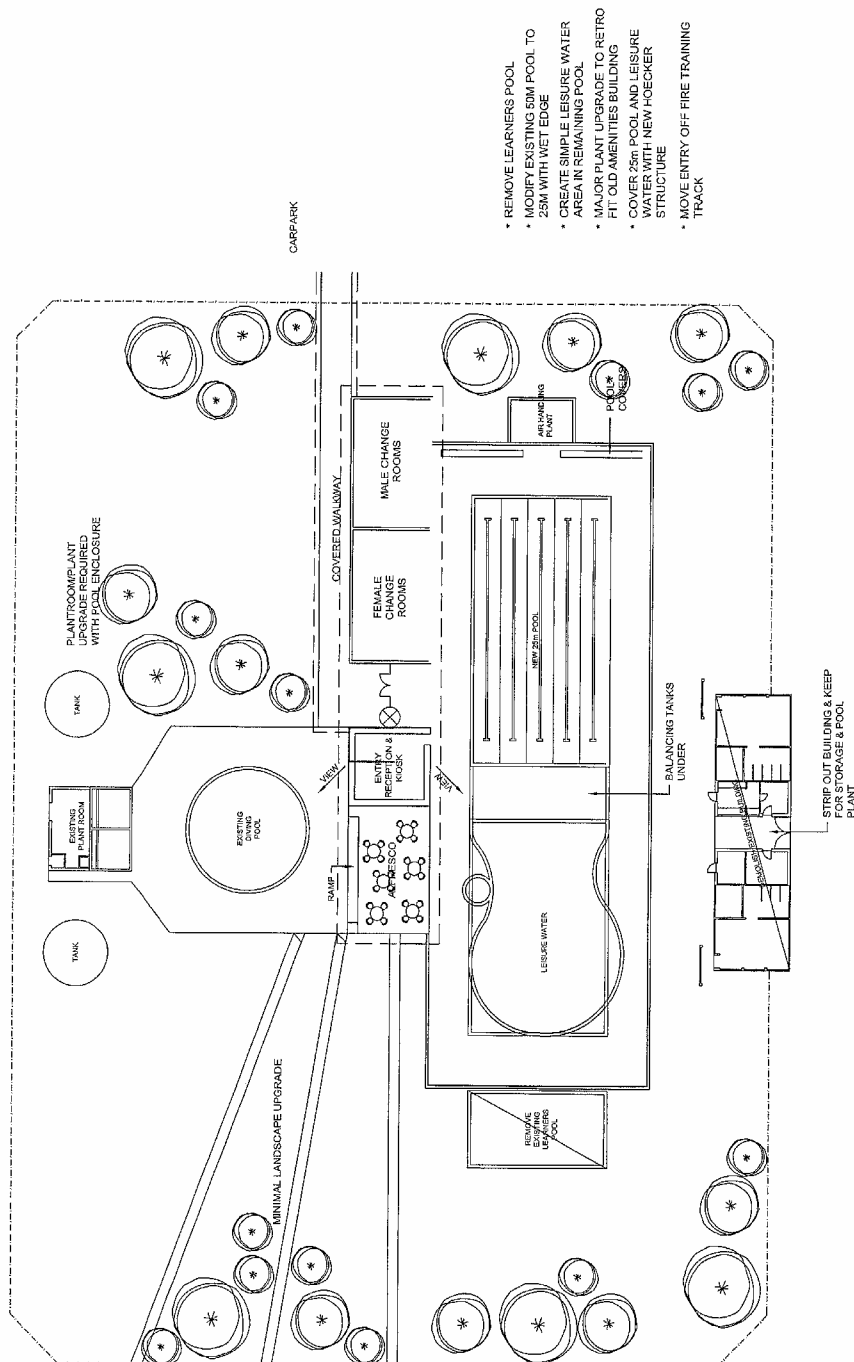 * REMOVE LEARNERS POOL
* MODIFY EXISTING 50M POOL TO
25M WITH WET EDGE
* CREATE SIMPLE LEISURE WATER
AREA IN REMAINING POOL
* MAJOR PLANT UPGRADE TO RETRO
FIT OLD AMENITIES BUILDING
* COVER 25m POOL AND LEISURE
WATER WITH NEW HOECKER
STRUCTURE
* MOVE ENTRY OFF FIRE TRAINING
TRACK
CARPARK
PLANTROOM/PLANT
UPGRADE REQUIRED
WITH POOL ENCLOSURE
TANK
EXISTING
PLANT ROOM
TANK
EXISTING
DIVING
POOL
COVERED WALKWAY
MALE CHANGE
ROOMS
FEMALE
CHANGE
ROOMS
ENTRY
RECEPTION &
KIOSK
VIEW
VIEW
RAMP
ALFRESCO
AIR HANDLING
PLANT
POOL
COVERS
NEW 25m POOL
BALANCING TANKS
UNDER
LEISURE WATER
REMOVE
EXISTING
LEARNERS
POOL
MINIMAL LANDSCAPE UPGRADE
DEMOLISH EXISTING BUILDING
STRIP OUT BUILDING & KEEP
FOR STORAGE & POOL
PLANT